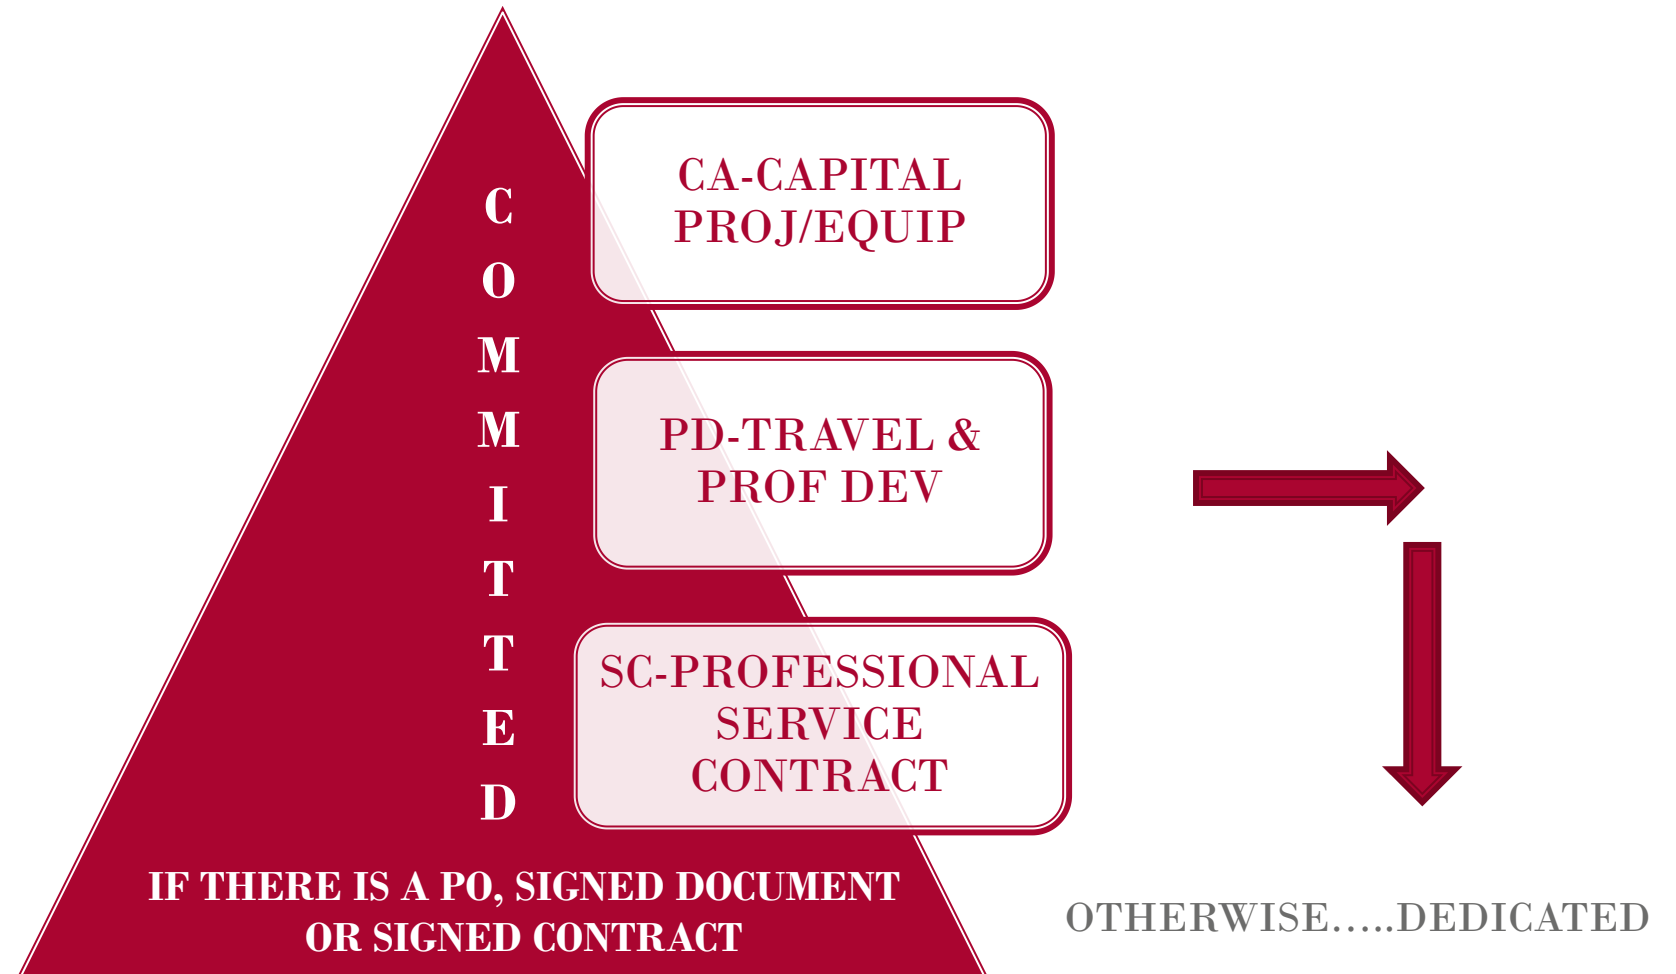 C
O
M
M
I
T
T
E
D
CA-CAPITAL
PROJ/EQUIP
PD-TRAVEL &
PROF DEV
SC-PROFESSIONAL
SERVICE
CONTRACT
IF THERE IS A PO, SIGNED DOCUMENT
OR SIGNED CONTRACT
OTHERWISE…..DEDICATED